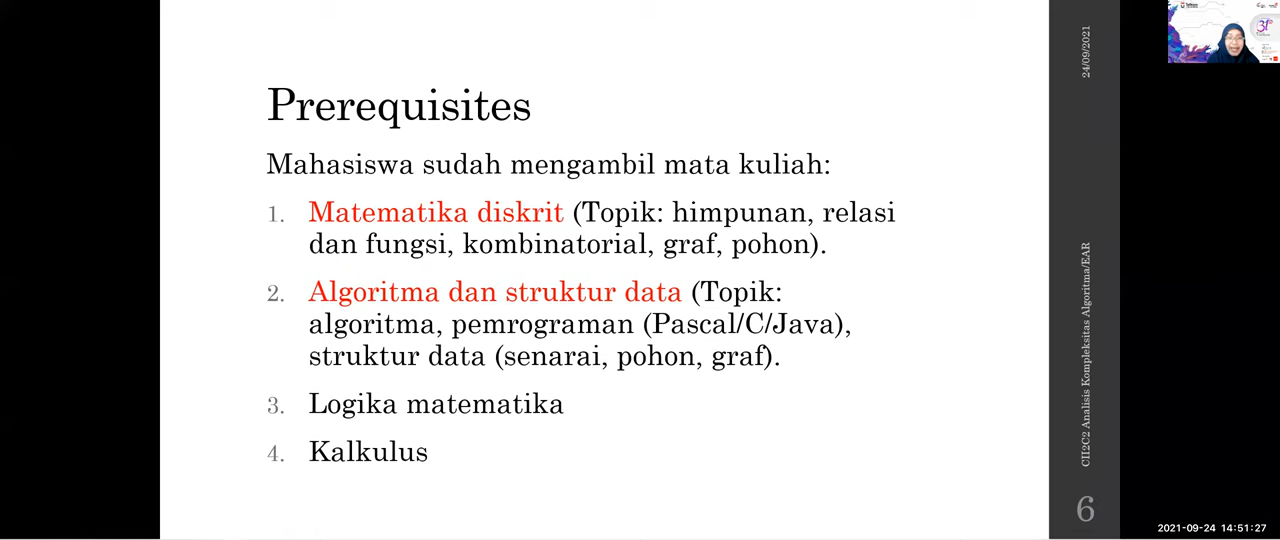 Prerequisites
Mahasiswa sudah mengambil mata kuliah:
1. Matematika diskrit (Topik: himpunan, relasi
dan fungsi, kombinatorial, graf, pohon).
2. Algoritma dan struktur data (Topik:
algoritma, pemrograman (Pascal/C/Java),
struktur data (senarai, pohon, graf).
3. Logika matematika
4. Kalkulus
24/09/2021
CII2C2 Analisis Kompleksitas Algoritma/EAR
6
2021-09-24 14:51:27